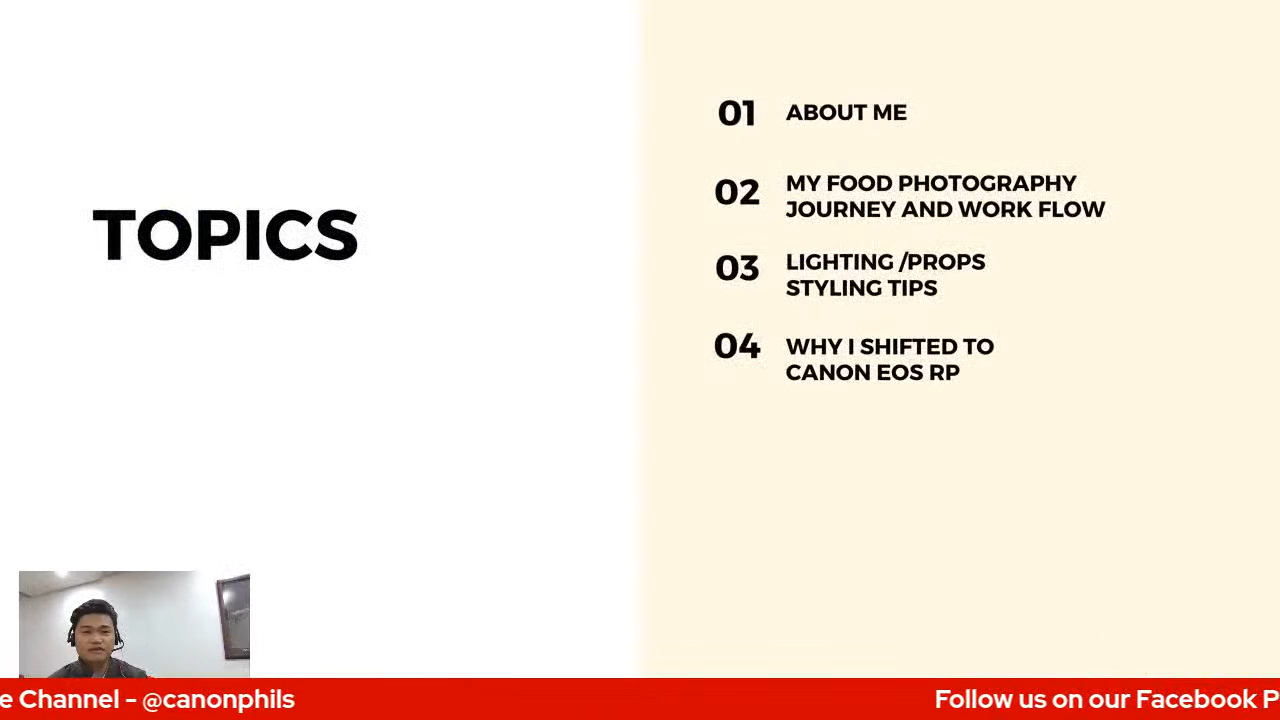 TOPICS
01 ABOUT ME
02 MY FOOD PHOTOGRAPHY
JOURNEY AND WORK FLOW
03 LIGHTING /PROPS
STYLING TIPS
04 WHY I SHIFTED TO
CANON EOS RP
e Channel - @canonphils
Follow us on our Facebook P